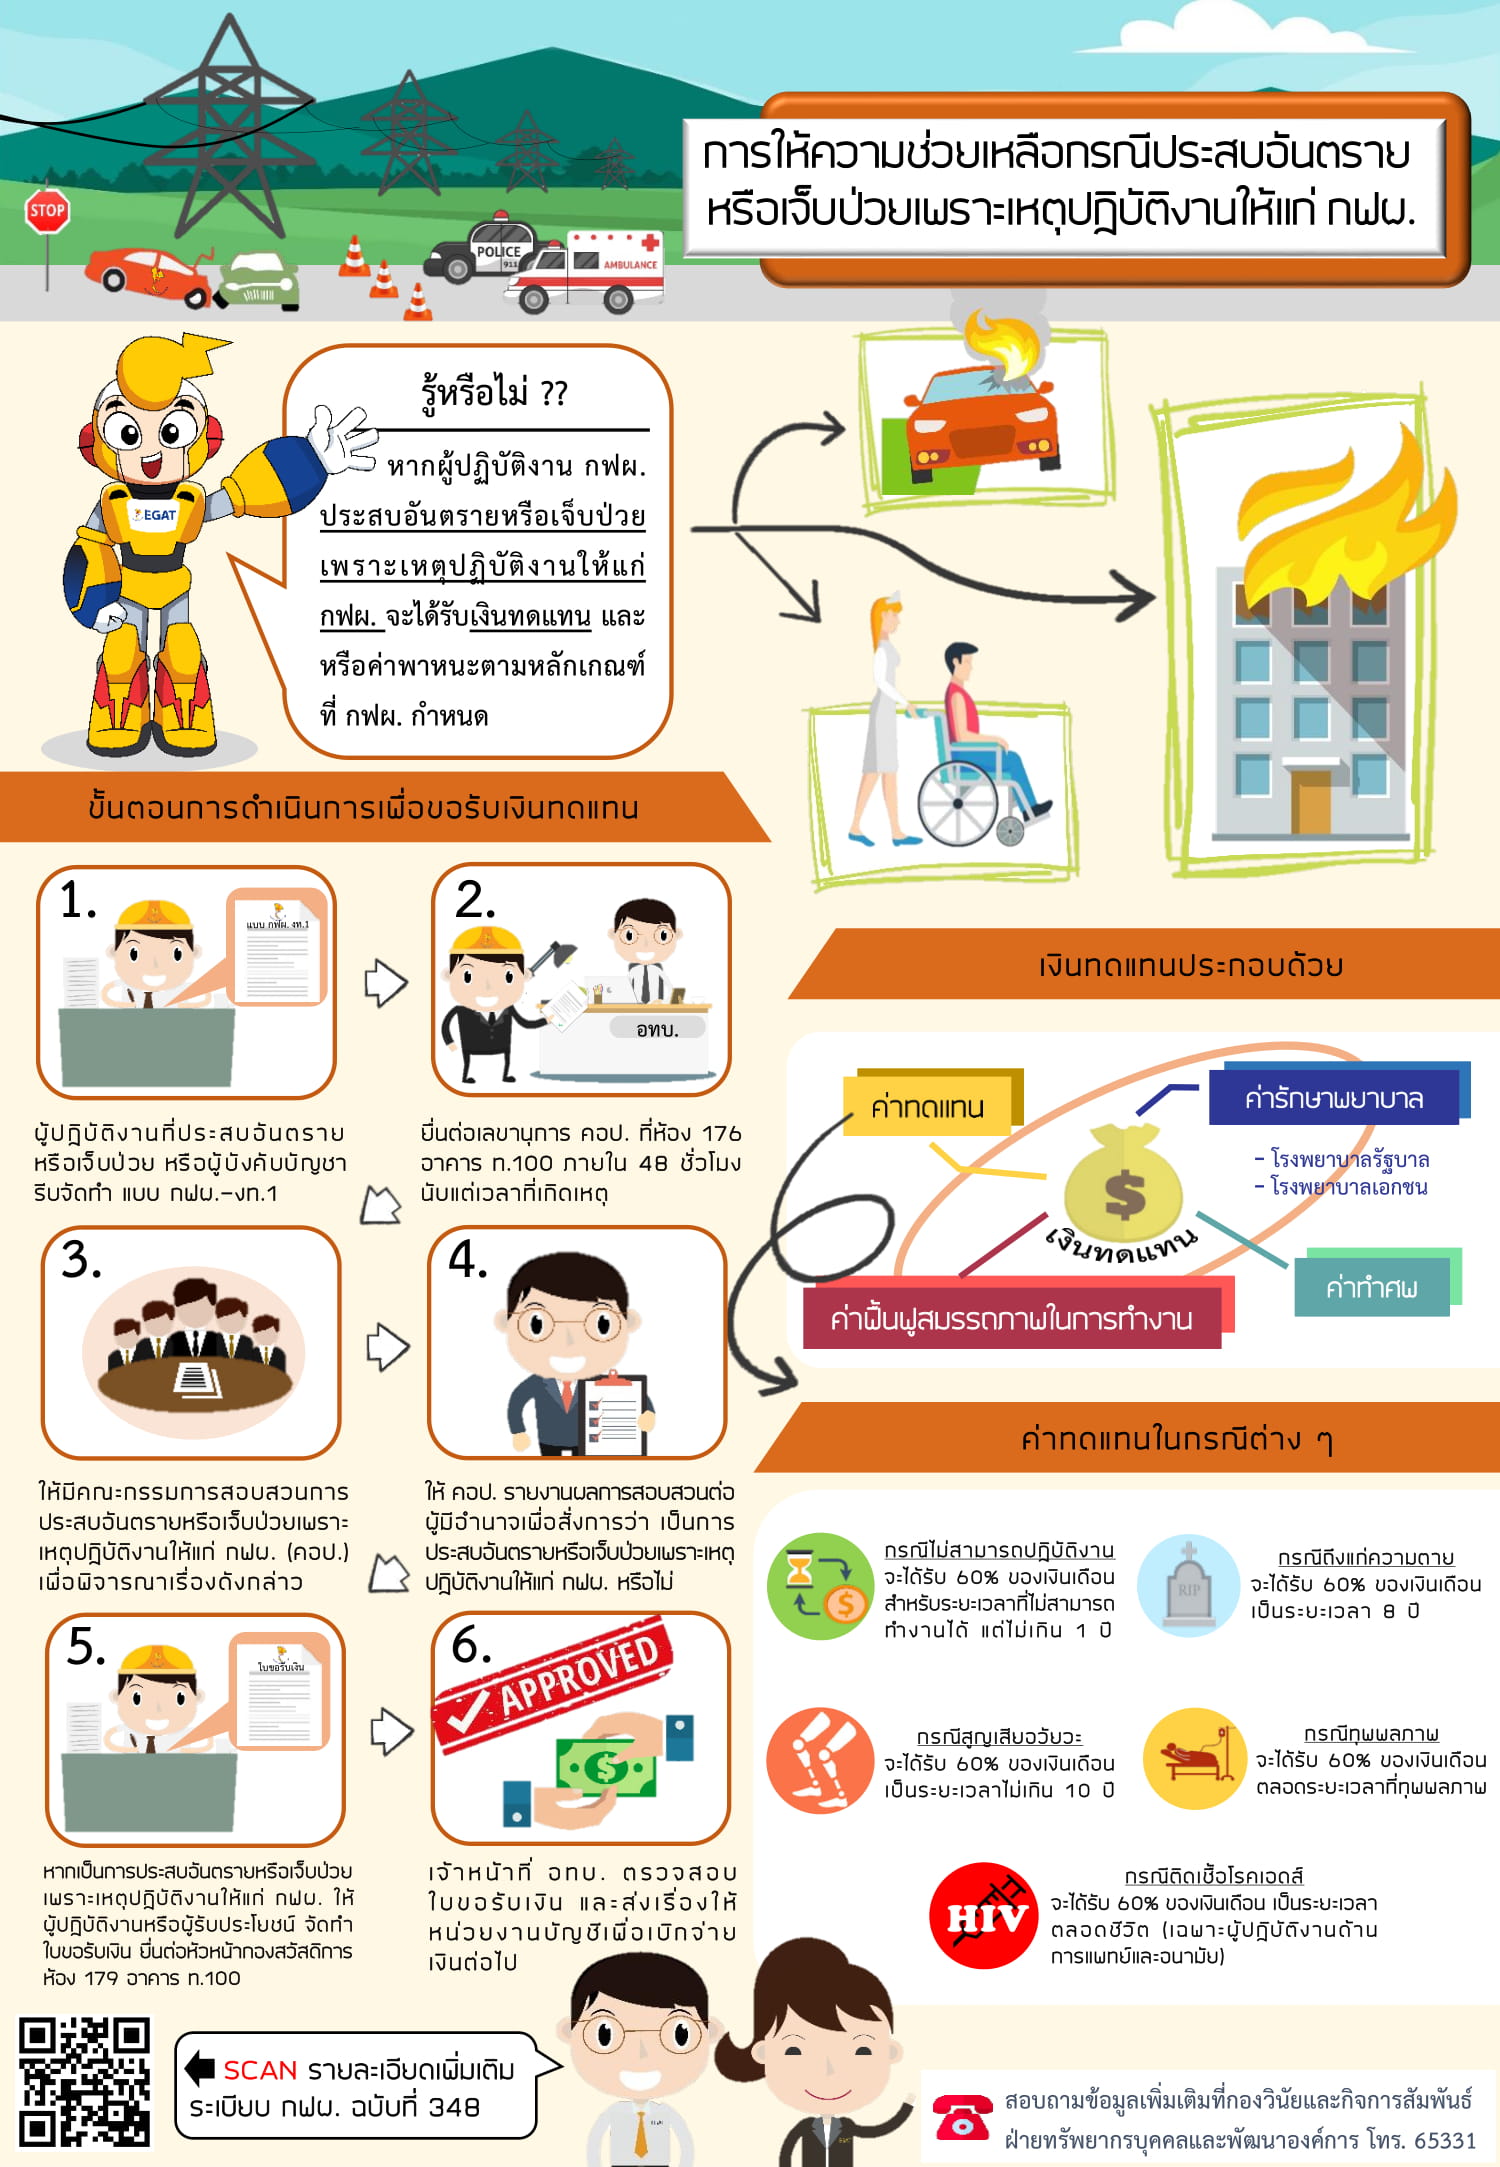 การให้ความช่วยเหลือกรณีประสบอันตราย
หรือเจ็บป่วยเพราะเหตุปฏิบัติงานให้แก่ กฟผ.
STOP
POLICE
911
AMBULANCE
EGAT
รู้หรือไม่ ??
หากผู้ปฏิบัติงาน กฟผ.
ประสบอันตรายหรือเจ็บป่วย
เพราะเหตุปฏิบัติงานให้แก่
กฟผ. จะได้รับเงินทดแทน และ
หรือค่าพาหนะตามหลักเกณฑ์
ที่ กฟผ. กำหนด
ขั้นตอนการดำเนินการเพื่อขอรับเงินทดแทน
1.
แบบ กฟผ. งท.1
ผู้ปฏิบัติงานที่ประสบอันตราย
หรือเจ็บป่วย หรือผู้บังคับบัญชา
รีบจัดทำ แบบ กฟผ.-งท.1
2.
อทบ.
ยื่นต่อเลขานุการ คอป. ที่ห้อง 176
อาคาร ท.100 ภายใน 48 ชั่วโมง
นับแต่เวลาที่เกิดเหตุ
3.
ให้มีคณะกรรมการสอบสวนการ
ประสบอันตรายหรือเจ็บป่วยเพราะ
เหตุปฏิบัติงานให้แก่ กฟผ. (คอป.)
เพื่อพิจารณาเรื่องดังกล่าว
4.
ให้ คอป. รายงานผลการสอบสวนต่อ
ผู้มีอำนาจเพื่อสั่งการว่า เป็นการ
ประสบอันตรายหรือเจ็บป่วยเพราะเหตุ
ปฏิบัติงานให้แก่ กฟผ. หรือไม่
5.
ใบขอรับเงิน
หากเป็นการประสบอันตรายหรือเจ็บป่วย
เพราะเหตุปฏิบัติงานให้แก่ กฟผ. ให้
ผู้ปฏิบัติงานหรือผู้รับประโยชน์ จัดทำ
ใบขอรับเงิน ยื่นต่อหัวหน้ากองสวัสดิการ
ห้อง 179 อาคาร ท.100
6.
APPROVED
เจ้าหน้าที่ อทบ. ตรวจสอบ
ใบขอรับเงิน และส่งเรื่องให้
หน่วยงานบัญชีเพื่อเบิกจ่าย
เงินต่อไป
เงินทดแทนประกอบด้วย
ค่าทดแทน
ค่ารักษาพยาบาล
- โรงพยาบาลรัฐบาล
- โรงพยาบาลเอกชน
$
เงินทดแทน
ค่าทำศพ
ค่าฟื้นฟูสมรรถภาพในการทำงาน
ค่าทดแทนในกรณีต่าง ๆ
กรณีไม่สามารถปฏิบัติงาน
จะได้รับ 60% ของเงินเดือน
สำหรับระยะเวลาที่ไม่สามารถ
ทำงานได้ แต่ไม่เกิน 1 ปี
RIP
กรณีถึงแก่ความตาย
จะได้รับ 60% ของเงินเดือน
เป็นระยะเวลา 8 ปี
กรณีสูญเสียอวัยวะ
จะได้รับ 60% ของเงินเดือน
เป็นระยะเวลาไม่เกิน 10 ปี
กรณีทุพพลภาพ
จะได้รับ 60% ของเงินเดือน
ตลอดระยะเวลาที่ทุพพลภาพ
HIV
กรณีติดเชื้อโรคเอดส์
จะได้รับ 60% ของเงินเดือน เป็นระยะเวลา
ตลอดชีวิต (เฉพาะผู้ปฏิบัติงานด้าน
การแพทย์และอนามัย)
SCAN รายละเอียดเพิ่มเติม
ระเบียบ กฟผ. ฉบับที่ 348
สอบถามข้อมูลเพิ่มเติมที่กองวินัยและกิจการสัมพันธ์
ฝ่ายทรัพยากรบุคคลและพัฒนาองค์การ โทร. 65331